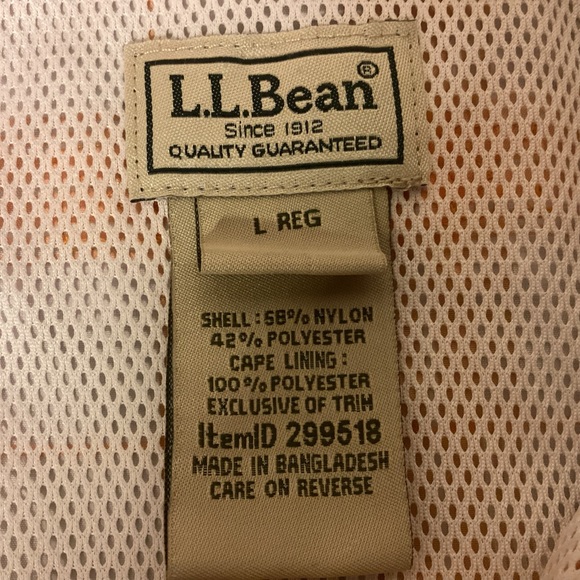 L.L.Bean®
Since 1912
QUALITY GUARANTEED
L REG
SHELL: 58% NYLON
42% POLYESTER
CAPE LINING:
100% POLYESTER
EXCLUSIVE OF TRIM
ItemID 299518
MADE IN BANGLADESH
CARE ON REVERSE